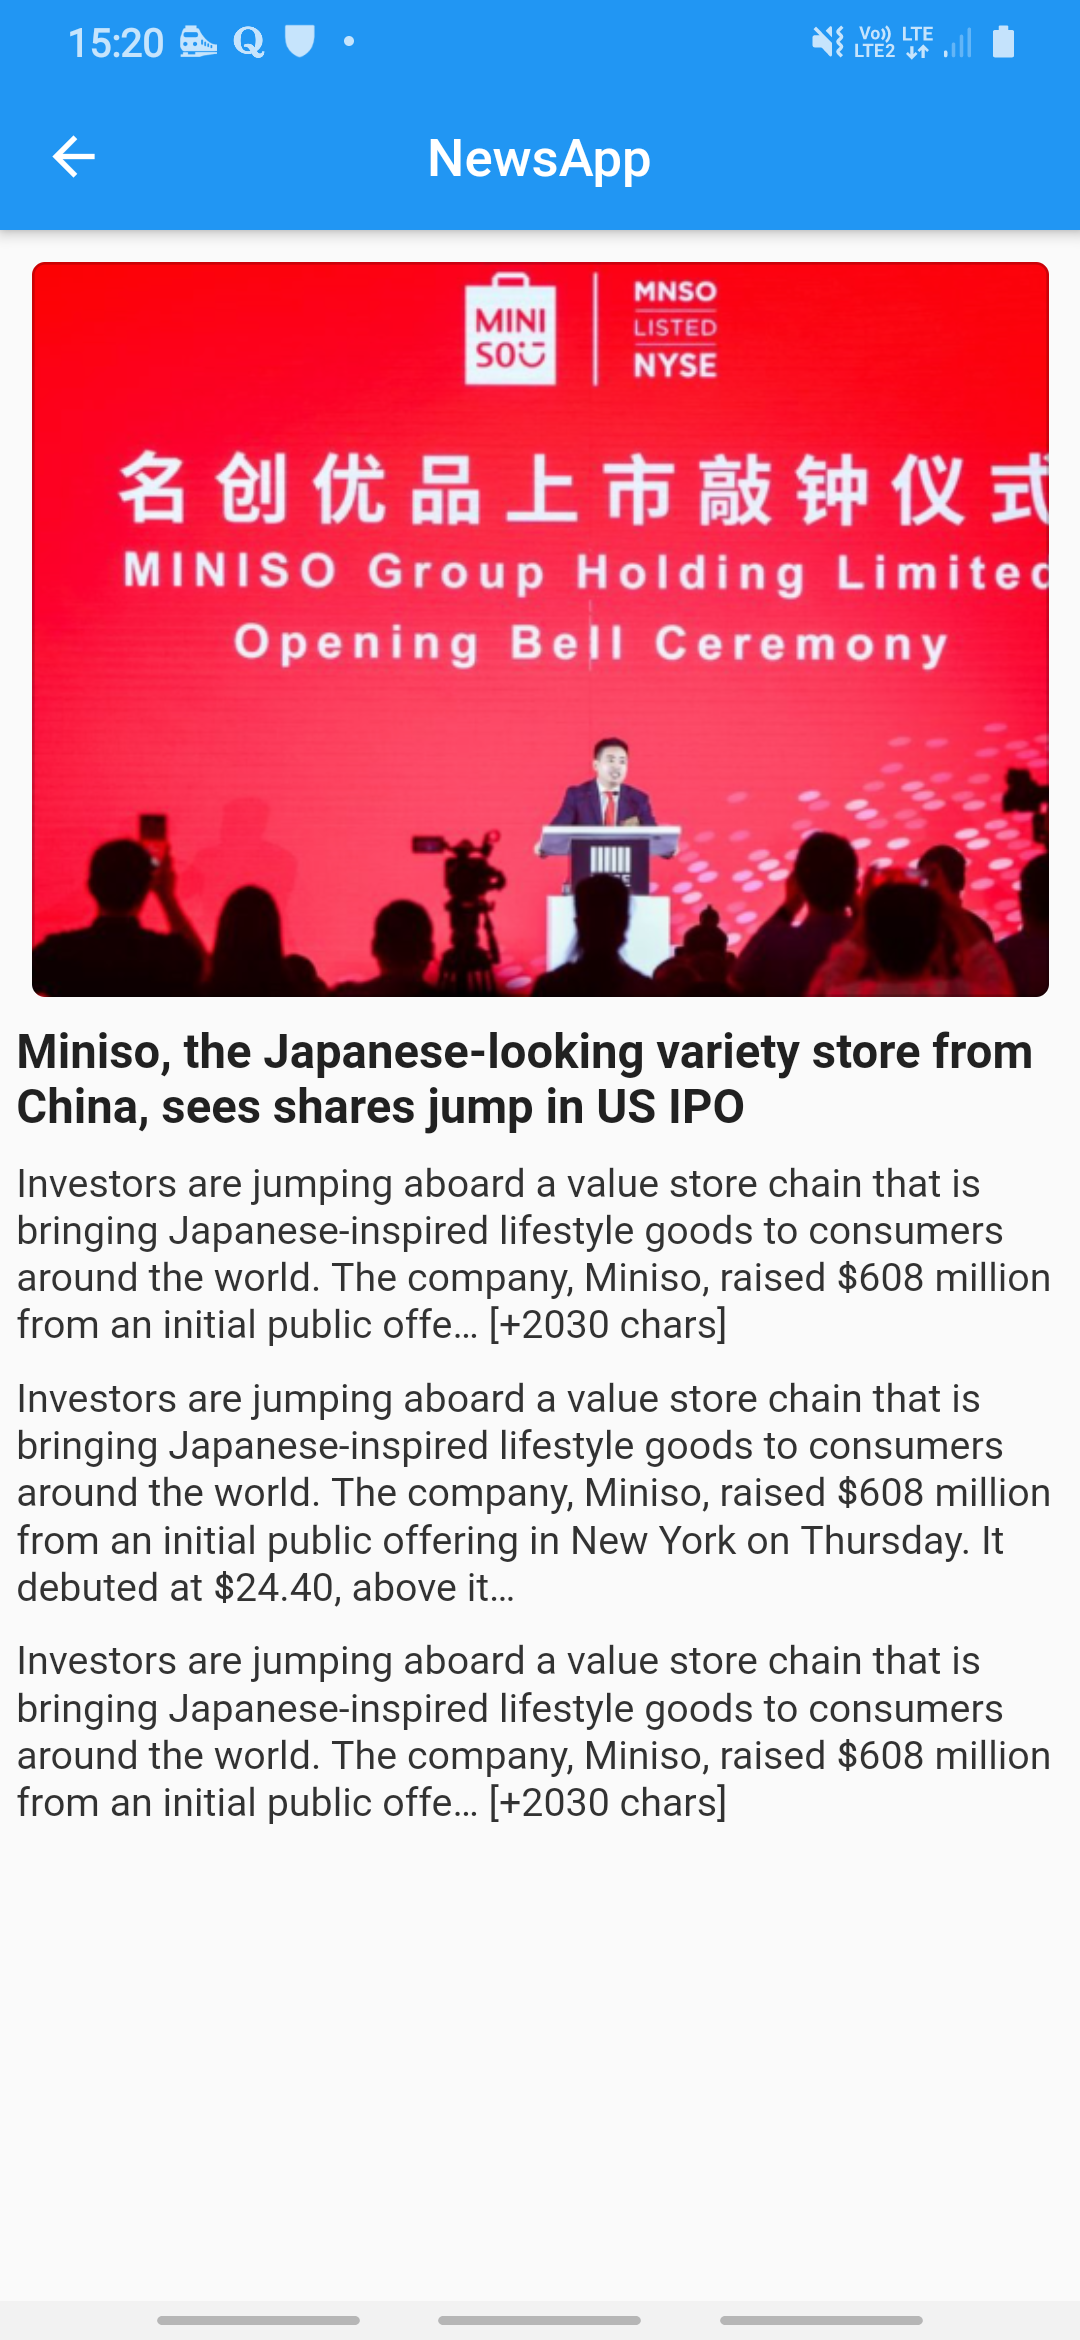 15:20
Vo)) LTE
LTE2
NewsApp
MINI
SO
MNSO
LISTED
NYSE
名创优品上市敲钟仪式
MINISO Group Holding Limited
Opening Bell Ceremony
Miniso, the Japanese-looking variety store from
China, sees shares jump in US IPO
Investors are jumping aboard a value store chain that is
bringing Japanese-inspired lifestyle goods to consumers
around the world. The company, Miniso, raised $608 million
from an initial public offe… [+2030 chars]
Investors are jumping aboard a value store chain that is
bringing Japanese-inspired lifestyle goods to consumers
around the world. The company, Miniso, raised $608 million
from an initial public offering in New York on Thursday. It
debuted at $24.40, above it…
Investors are jumping aboard a value store chain that is
bringing Japanese-inspired lifestyle goods to consumers
around the world. The company, Miniso, raised $608 million
from an initial public offe… [+2030 chars]